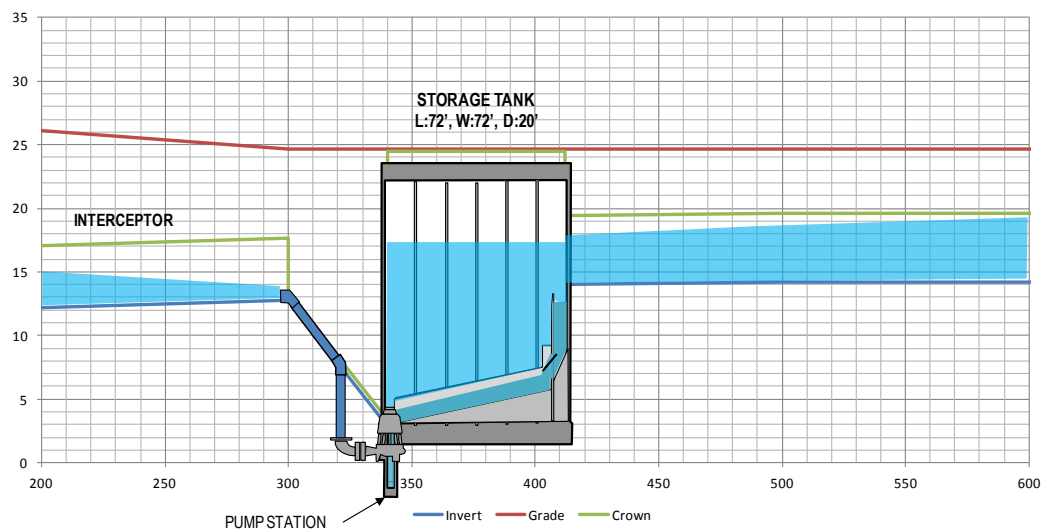 35
30
25
20
15
10
5
0
STORAGE TANK
L:72’, W:72’, D:20’
INTERCEPTOR
200 300 350 400 450 500 550 600
PUMP STATION
Invert Grade Crown